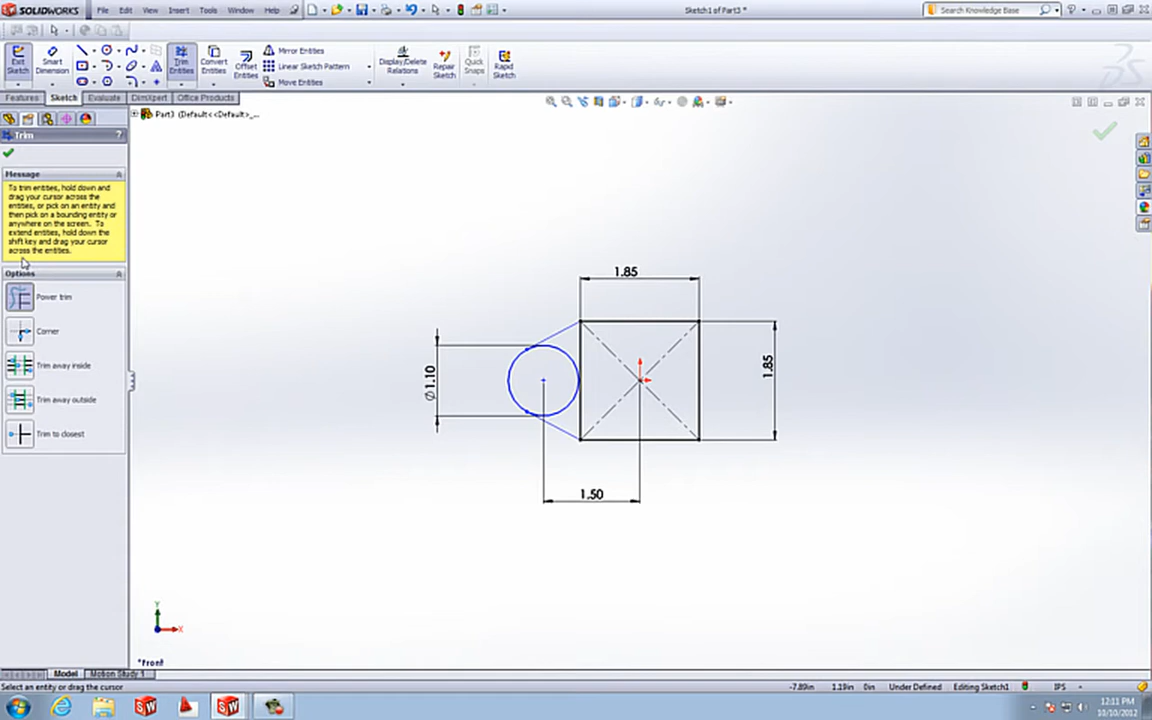 SOLIDWORKS
File Edit View Insert Tools Window Help
Sketch1 of Part3 *
Search Knowledge Base
Exit Sketch
Smart Dimension
Trim Entities
Convert Entities
Offset Entities
Mirror Entities
Linear Sketch Pattern
Move Entities
Display/Delete Relations
Repair Sketch
Quick Snaps
Rapid Sketch
Features Sketch Evaluate DimXpert Office Products
Part3 (Default<<Default>_...
Trim ?
Message
To trim entities, hold down and
drag your cursor across the
entities, or pick on an entity and
then pick on a bounding entity or
anywhere on the screen. To
extend entities, hold down the
shift key and drag your cursor
across the entities.
Options
Power trim
Corner
Trim away inside
Trim away outside
Trim to closest
1.85
1.85
∅1.10
1.50
Y
X
*Front
Model Motion Study 1
Select an entity or drag the cursor
-7.89in 1.19in 0in Under Defined Editing Sketch1 IPS
12:11 PM
10/10/2012